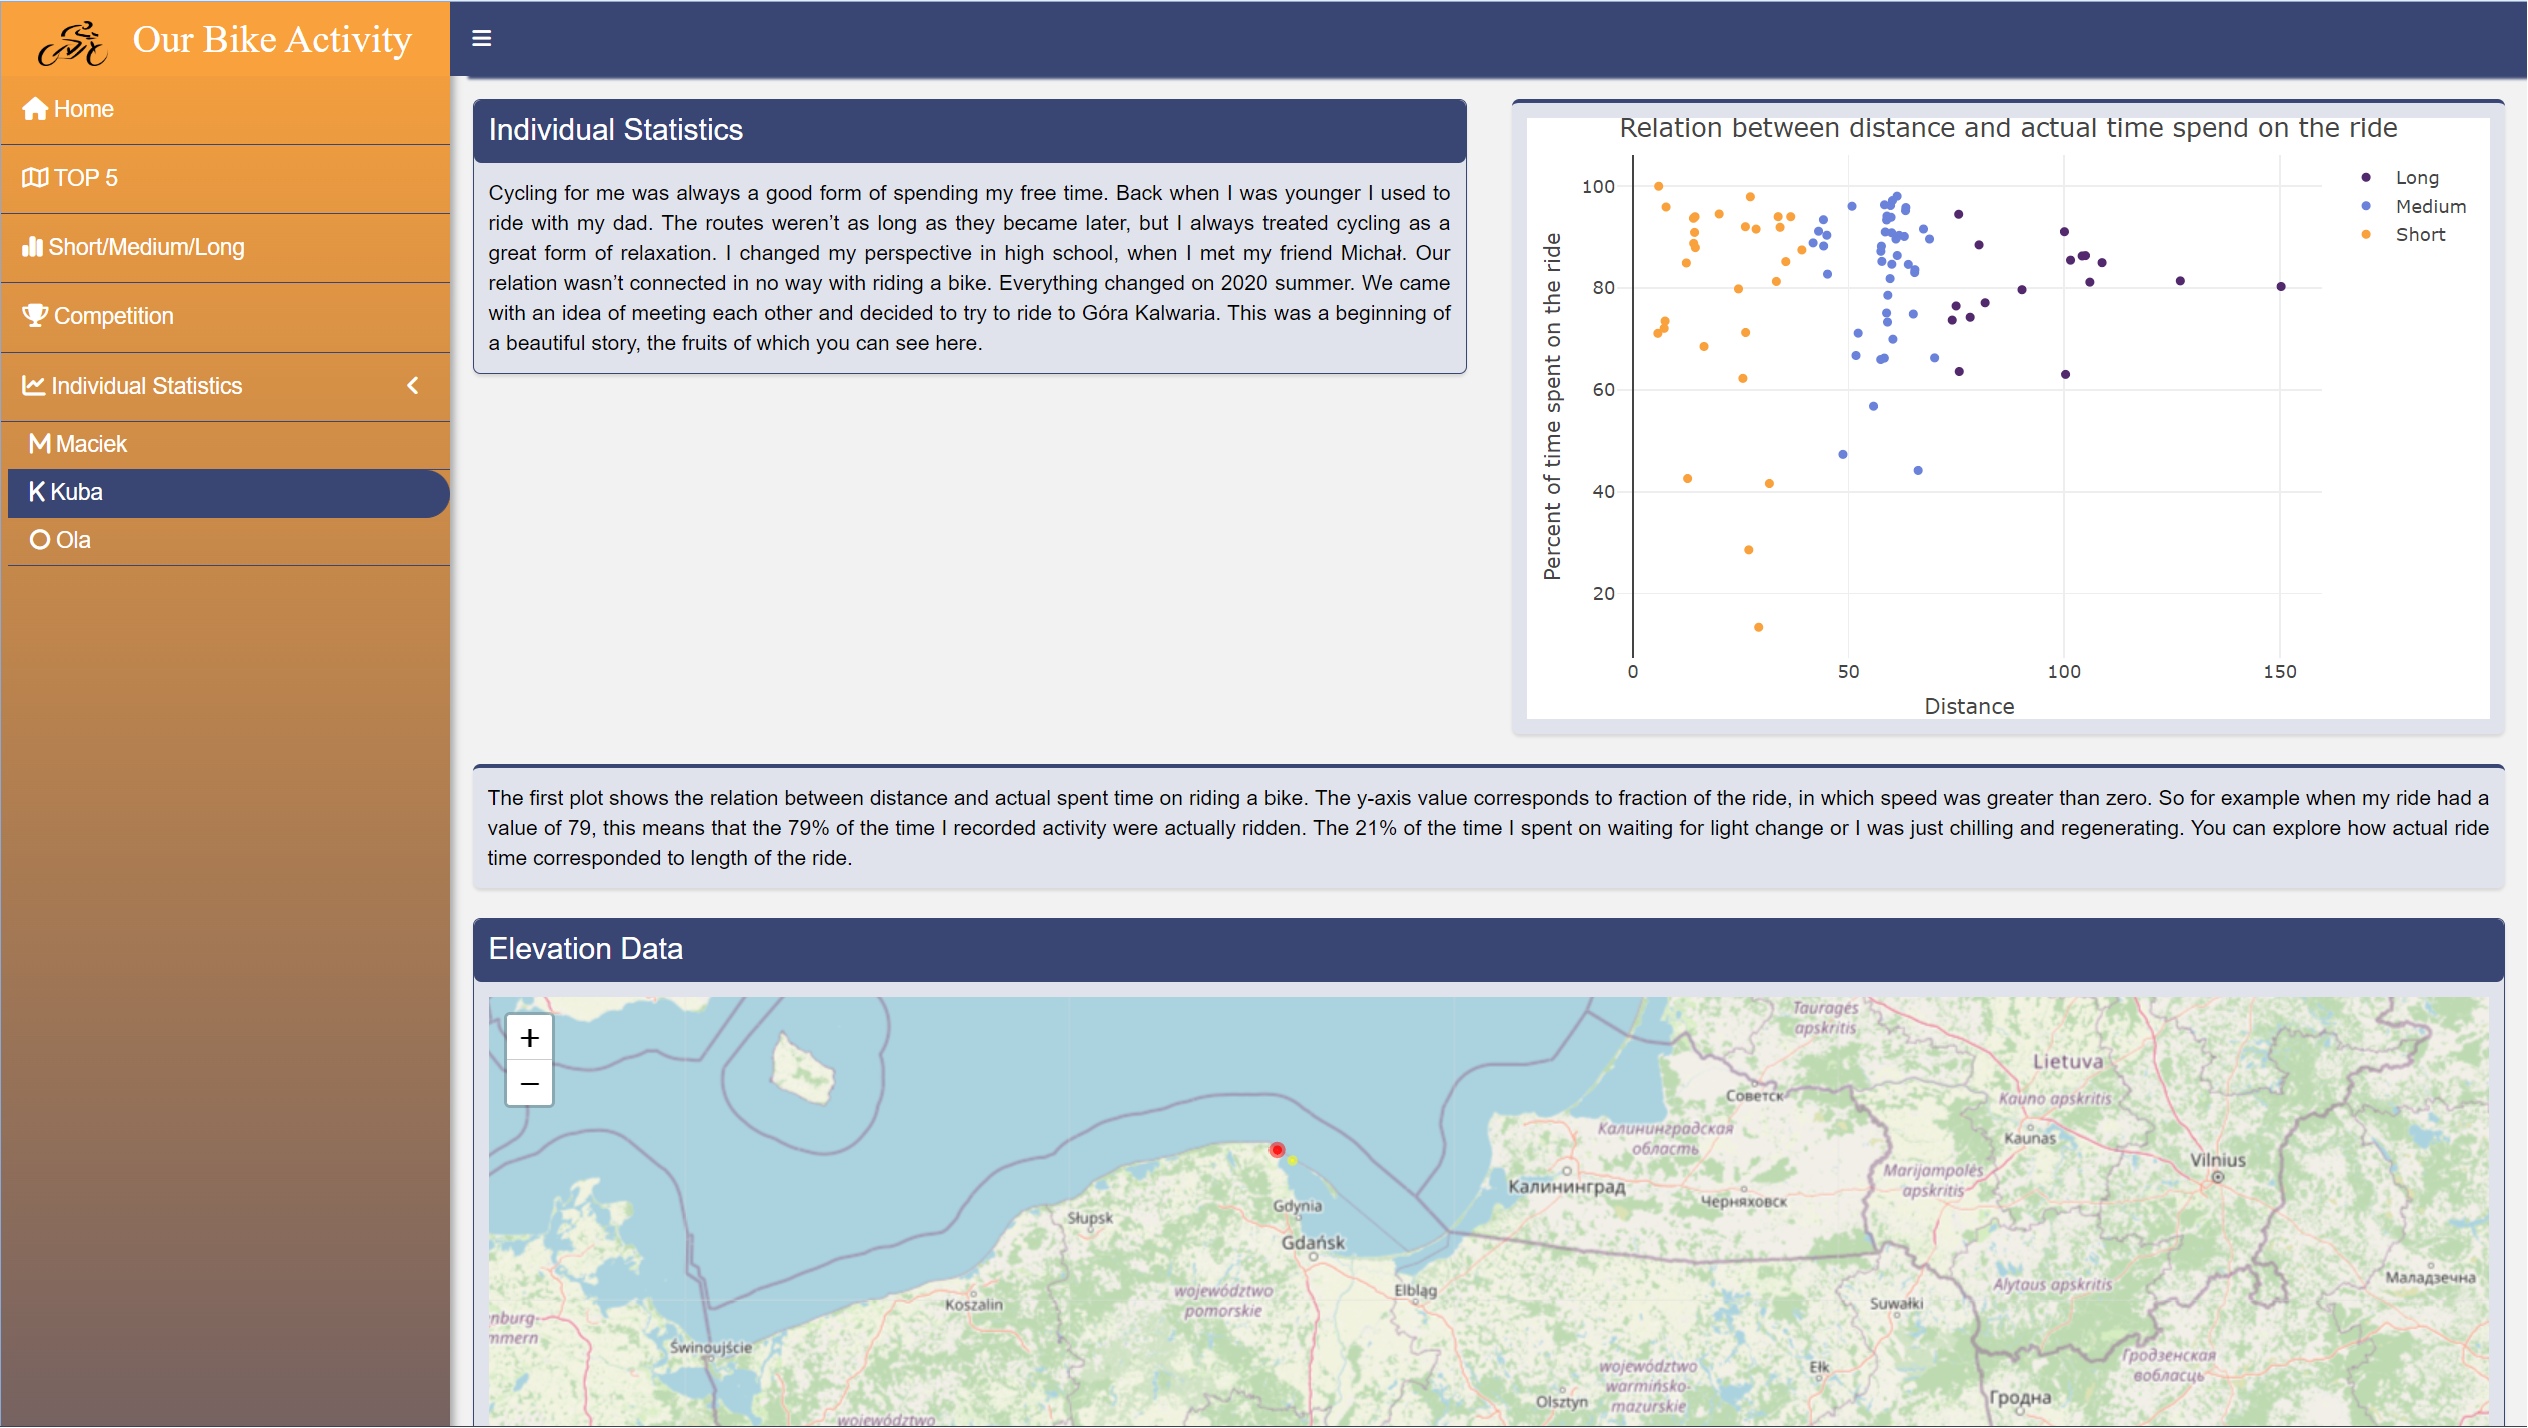 Our Bike Activity
Home
TOP 5
Short/Medium/Long
Competition
Individual Statistics
M Maciek
K Kuba
Ola
Individual Statistics
Cycling for me was always a good form of spending my free time. Back when I was younger I used to
ride with my dad. The routes weren’t as long as they became later, but I always treated cycling as a
great form of relaxation. I changed my perspective in high school, when I met my friend Michał. Our
relation wasn’t connected in no way with riding a bike. Everything changed on 2020 summer. We came
with an idea of meeting each other and decided to try to ride to Góra Kalwaria. This was a beginning of
a beautiful story, the fruits of which you can see here.
Relation between distance and actual time spend on the ride
Percent of time spent on the ride
100
80
60
40
20
0
50
100
150
Distance
Long
Medium
Short
The first plot shows the relation between distance and actual spent time on riding a bike. The y-axis value corresponds to fraction of the ride, in which speed was greater than zero. So for example when my ride had a
value of 79, this means that the 79% of the time I recorded activity were actually ridden. The 21% of the time I spent on waiting for light change or I was just chilling and regenerating. You can explore how actual ride
time corresponded to length of the ride.
Elevation Data
+
−
Tauragės
apskritis
Lietuva
Советск
Kauno apskritis
Калининградская
область
Kaunas
Vilnius
Marijampolės
apskritis
Калининград
Черняховск
Gdynia
Słupsk
Gdańsk
Маладзечна
Alytaus apskritis
Elbląg
województwo
pomorskie
Koszalin
Suwałki
nburg-
mmern
Świnoujście
Гродзенская
вобласць
Ełk
województwo
warmińsko-
mazurskie
Olsztyn
Гродна
województwo